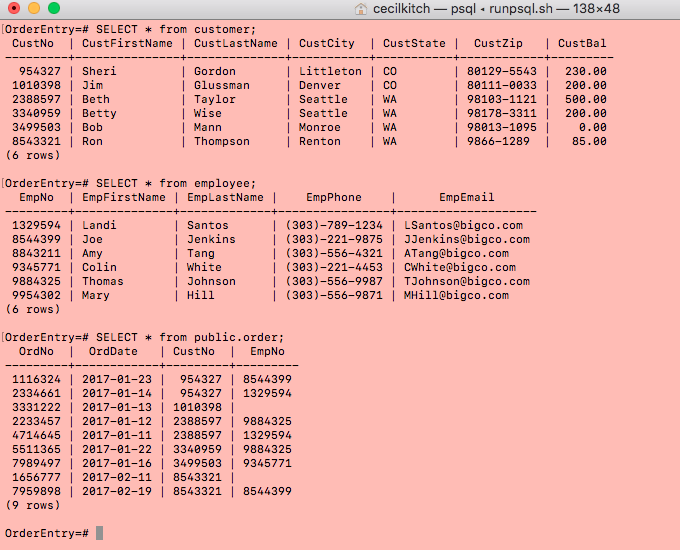 cecilkitch — psql ◂ runpsql.sh — 138×48
[OrderEntry=# SELECT * from customer;
 CustNo  | CustFirstName | CustLastName | CustCity  | CustState |  CustZip   | CustBal
---------+---------------+--------------+-----------+-----------+------------+---------
  954327 | Sheri         | Gordon       | Littleton | CO        | 80129-5543 | 230.00
 1010398 | Jim           | Glussman     | Denver    | CO        | 80111-0033 | 200.00
 2388597 | Beth          | Taylor       | Seattle   | WA        | 98103-1121 | 500.00
 3340959 | Betty         | Wise         | Seattle   | WA        | 98178-3311 | 200.00
 3499503 | Bob           | Mann         | Monroe    | WA        | 98013-1095 |   0.00
 8543321 | Ron           | Thompson     | Renton    | WA        | 9866-1289  |  85.00
(6 rows)

[OrderEntry=# SELECT * from employee;
  EmpNo  | EmpFirstName | EmpLastName |    EmpPhone    |      EmpEmail
---------+--------------+-------------+----------------+--------------------
 1329594 | Landi        | Santos      | (303)-789-1234 | LSantos@bigco.com
 8544399 | Joe          | Jenkins     | (303)-221-9875 | JJenkins@bigco.com
 8843211 | Amy          | Tang        | (303)-556-4321 | ATang@bigco.com
 9345771 | Colin        | White       | (303)-221-4453 | CWhite@bigco.com
 9884325 | Thomas       | Johnson     | (303)-556-9987 | TJohnson@bigco.com
 9954302 | Mary         | Hill        | (303)-556-9871 | MHill@bigco.com
(6 rows)

[OrderEntry=# SELECT * from public.order;
  OrdNo  |  OrdDate   | CustNo  |  EmpNo
---------+------------+---------+---------
 1116324 | 2017-01-23 |  954327 | 8544399
 2334661 | 2017-01-14 |  954327 | 1329594
 3331222 | 2017-01-13 | 1010398 |
 2233457 | 2017-01-12 | 2388597 | 9884325
 4714645 | 2017-01-11 | 2388597 | 1329594
 5511365 | 2017-01-22 | 3340959 | 9884325
 7989497 | 2017-01-16 | 3499503 | 9345771
 1656777 | 2017-02-11 | 8543321 |
 7959898 | 2017-02-19 | 8543321 | 8544399
(9 rows)

OrderEntry=#